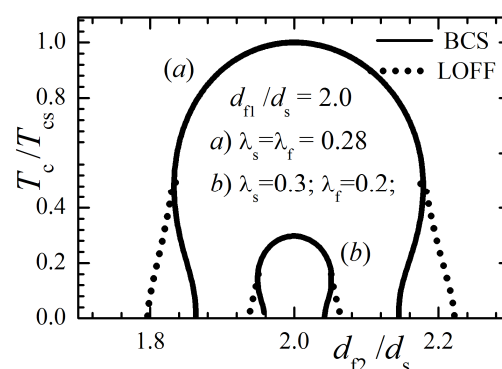 1.0
0.8
0.6
0.4
0.2
0.0
T_c/T_cs
(a)
BCS
LOFF
d_f1 /d_s = 2.0
a) λ_s=λ_f = 0.28
b) λ_s=0.3; λ_f=0.2;
(b)
1.8 2.0 2.2
d_f2 /d_s